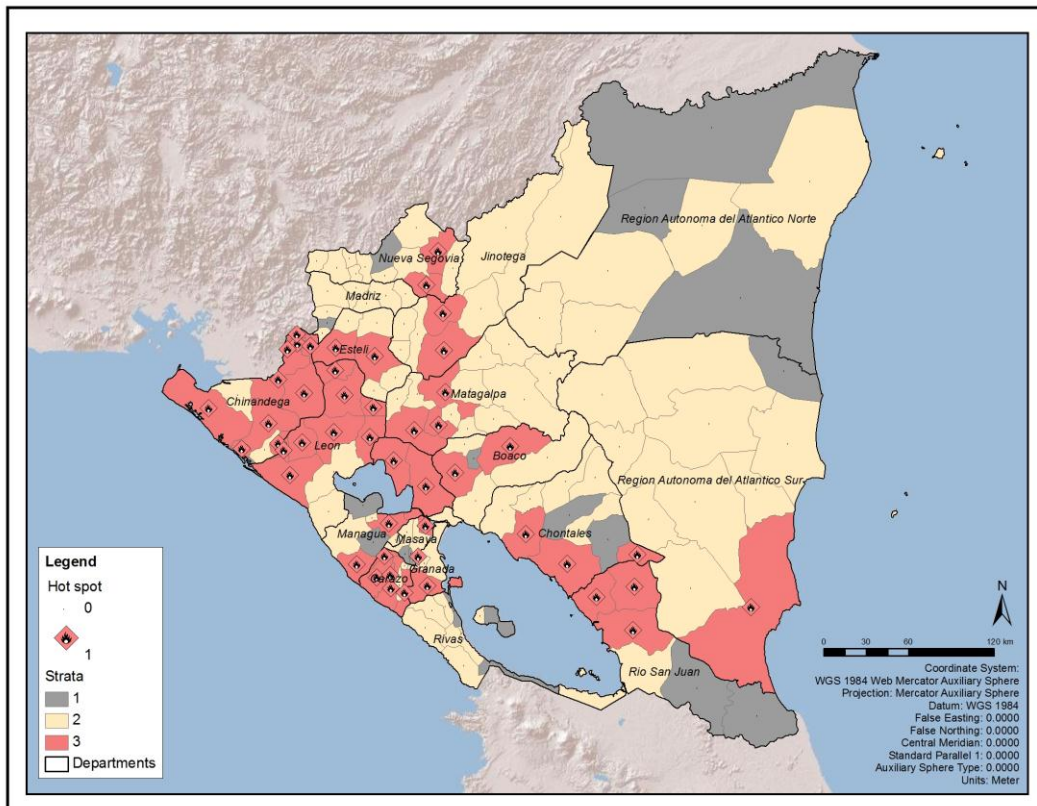 Region Autonoma del Atlantico Norte
Nueva Segovia
Jinotega
Madriz
Esteli
Chinandega
Matagalpa
Leon
Boaco
Region Autonoma del Atlantico Sur
Managua
Masaya
Chontales
Granada
Carazo
Rivas
Rio San Juan
Legend
Hot spot
0
1
Strata
1
2
3
Departments
N
0 30 60 120 km
Coordinate System:
WGS 1984 Web Mercator Auxiliary Sphere
Projection: Mercator Auxiliary Sphere
Datum: WGS 1984
False Easting: 0.0000
False Northing: 0.0000
Central Meridian: 0.0000
Standard Parallel 1: 0.0000
Auxiliary Sphere Type: 0.0000
Units: Meter